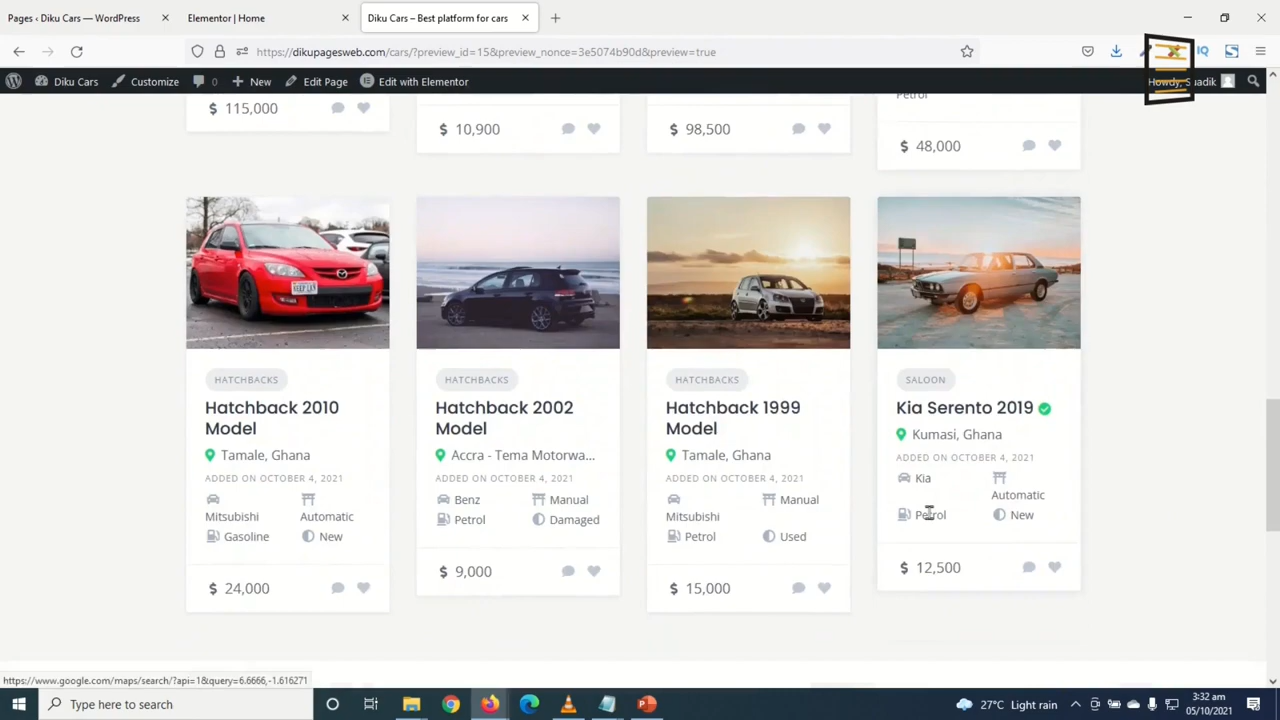 Pages ‹ Diku Cars — WordPress
Elementor | Home
Diku Cars – Best platform for cars
https://dikupagesweb.com/cars/?preview_id=15&preview_nonce=3e5074b90d&preview=true
IQ
Diku Cars
Customize
0
New
Edit Page
Edit with Elementor
Howdy,
$ 115,000
$ 10,900
$ 98,500
Petrol
$ 48,000
HATCHBACKS
Hatchback 2010
Model
Tamale, Ghana
ADDED ON OCTOBER 4, 2021
Mitsubishi
Automatic
Gasoline
New
$ 24,000
HATCHBACKS
Hatchback 2002
Model
Accra - Tema Motorwa...
ADDED ON OCTOBER 4, 2021
Benz
Manual
Petrol
Damaged
$ 9,000
HATCHBACKS
Hatchback 1999
Model
Tamale, Ghana
ADDED ON OCTOBER 4, 2021
Mitsubishi
Manual
Petrol
Used
$ 15,000
SALOON
Kia Serento 2019
Kumasi, Ghana
ADDED ON OCTOBER 4, 2021
Kia
Automatic
Petrol
New
$ 12,500
https://www.google.com/maps/search/?api=1&query=6.6666,-1.616271
Type here to search
27°C Light rain
3:32 am
05/10/2021